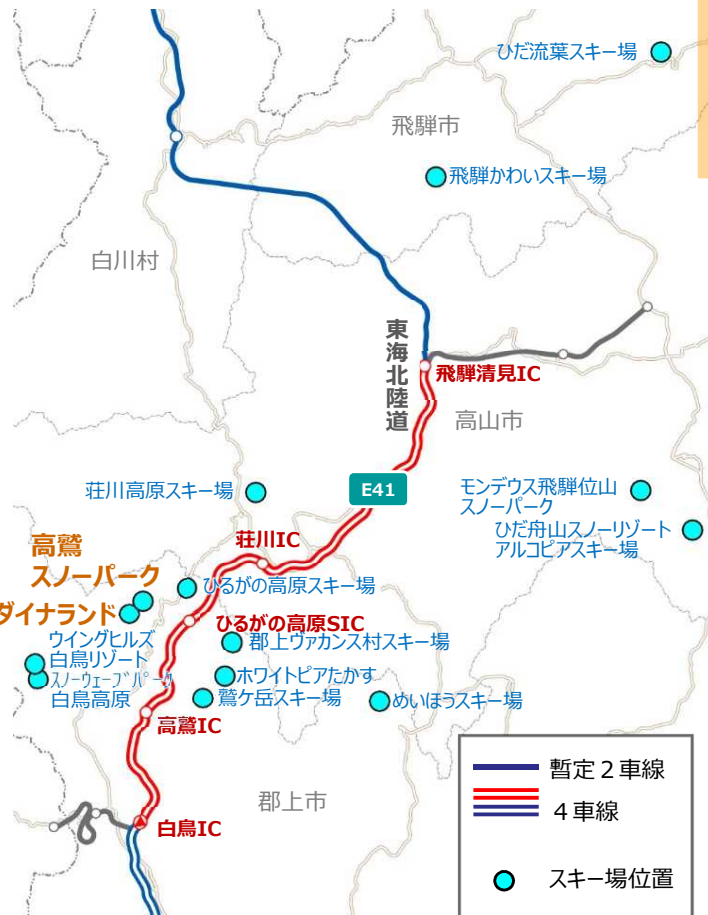 ひだ流葉スキー場
飛騨市
飛騨かわいスキー場
白川村
東海北陸道
飛騨清見IC
高山市
荘川高原スキー場
E41
モンデウス飛騨位山
スノーパーク
ひだ舟山スノーリゾート
アルコピアスキー場
荘川IC
高鷲
スノーパーク
ひるがの高原スキー場
ダイナランド
ひるがの高原SIC
ウイングヒルズ
白鳥リゾート
郡上ヴァカンス村スキー場
スノーウェーブパーク
白鳥高原
ホワイトピアたかす
鷲ケ岳スキー場
めいほうスキー場
高鷲IC
郡上市
白鳥IC
暫定2車線
4車線
スキー場位置